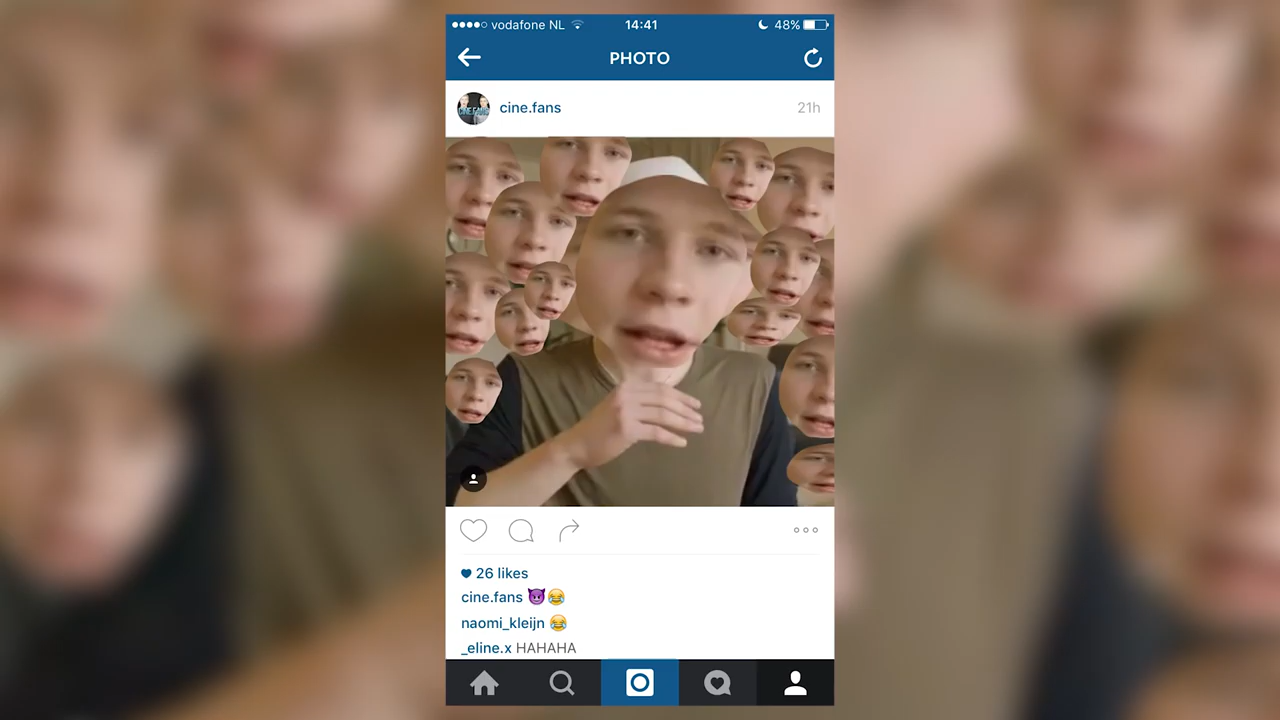 vodafone NL 14:41 48%
PHOTO
cine.fans 21h
26 likes
cine.fans 😈😂
naomi_kleijn 😂
_eline.x HAHAHA